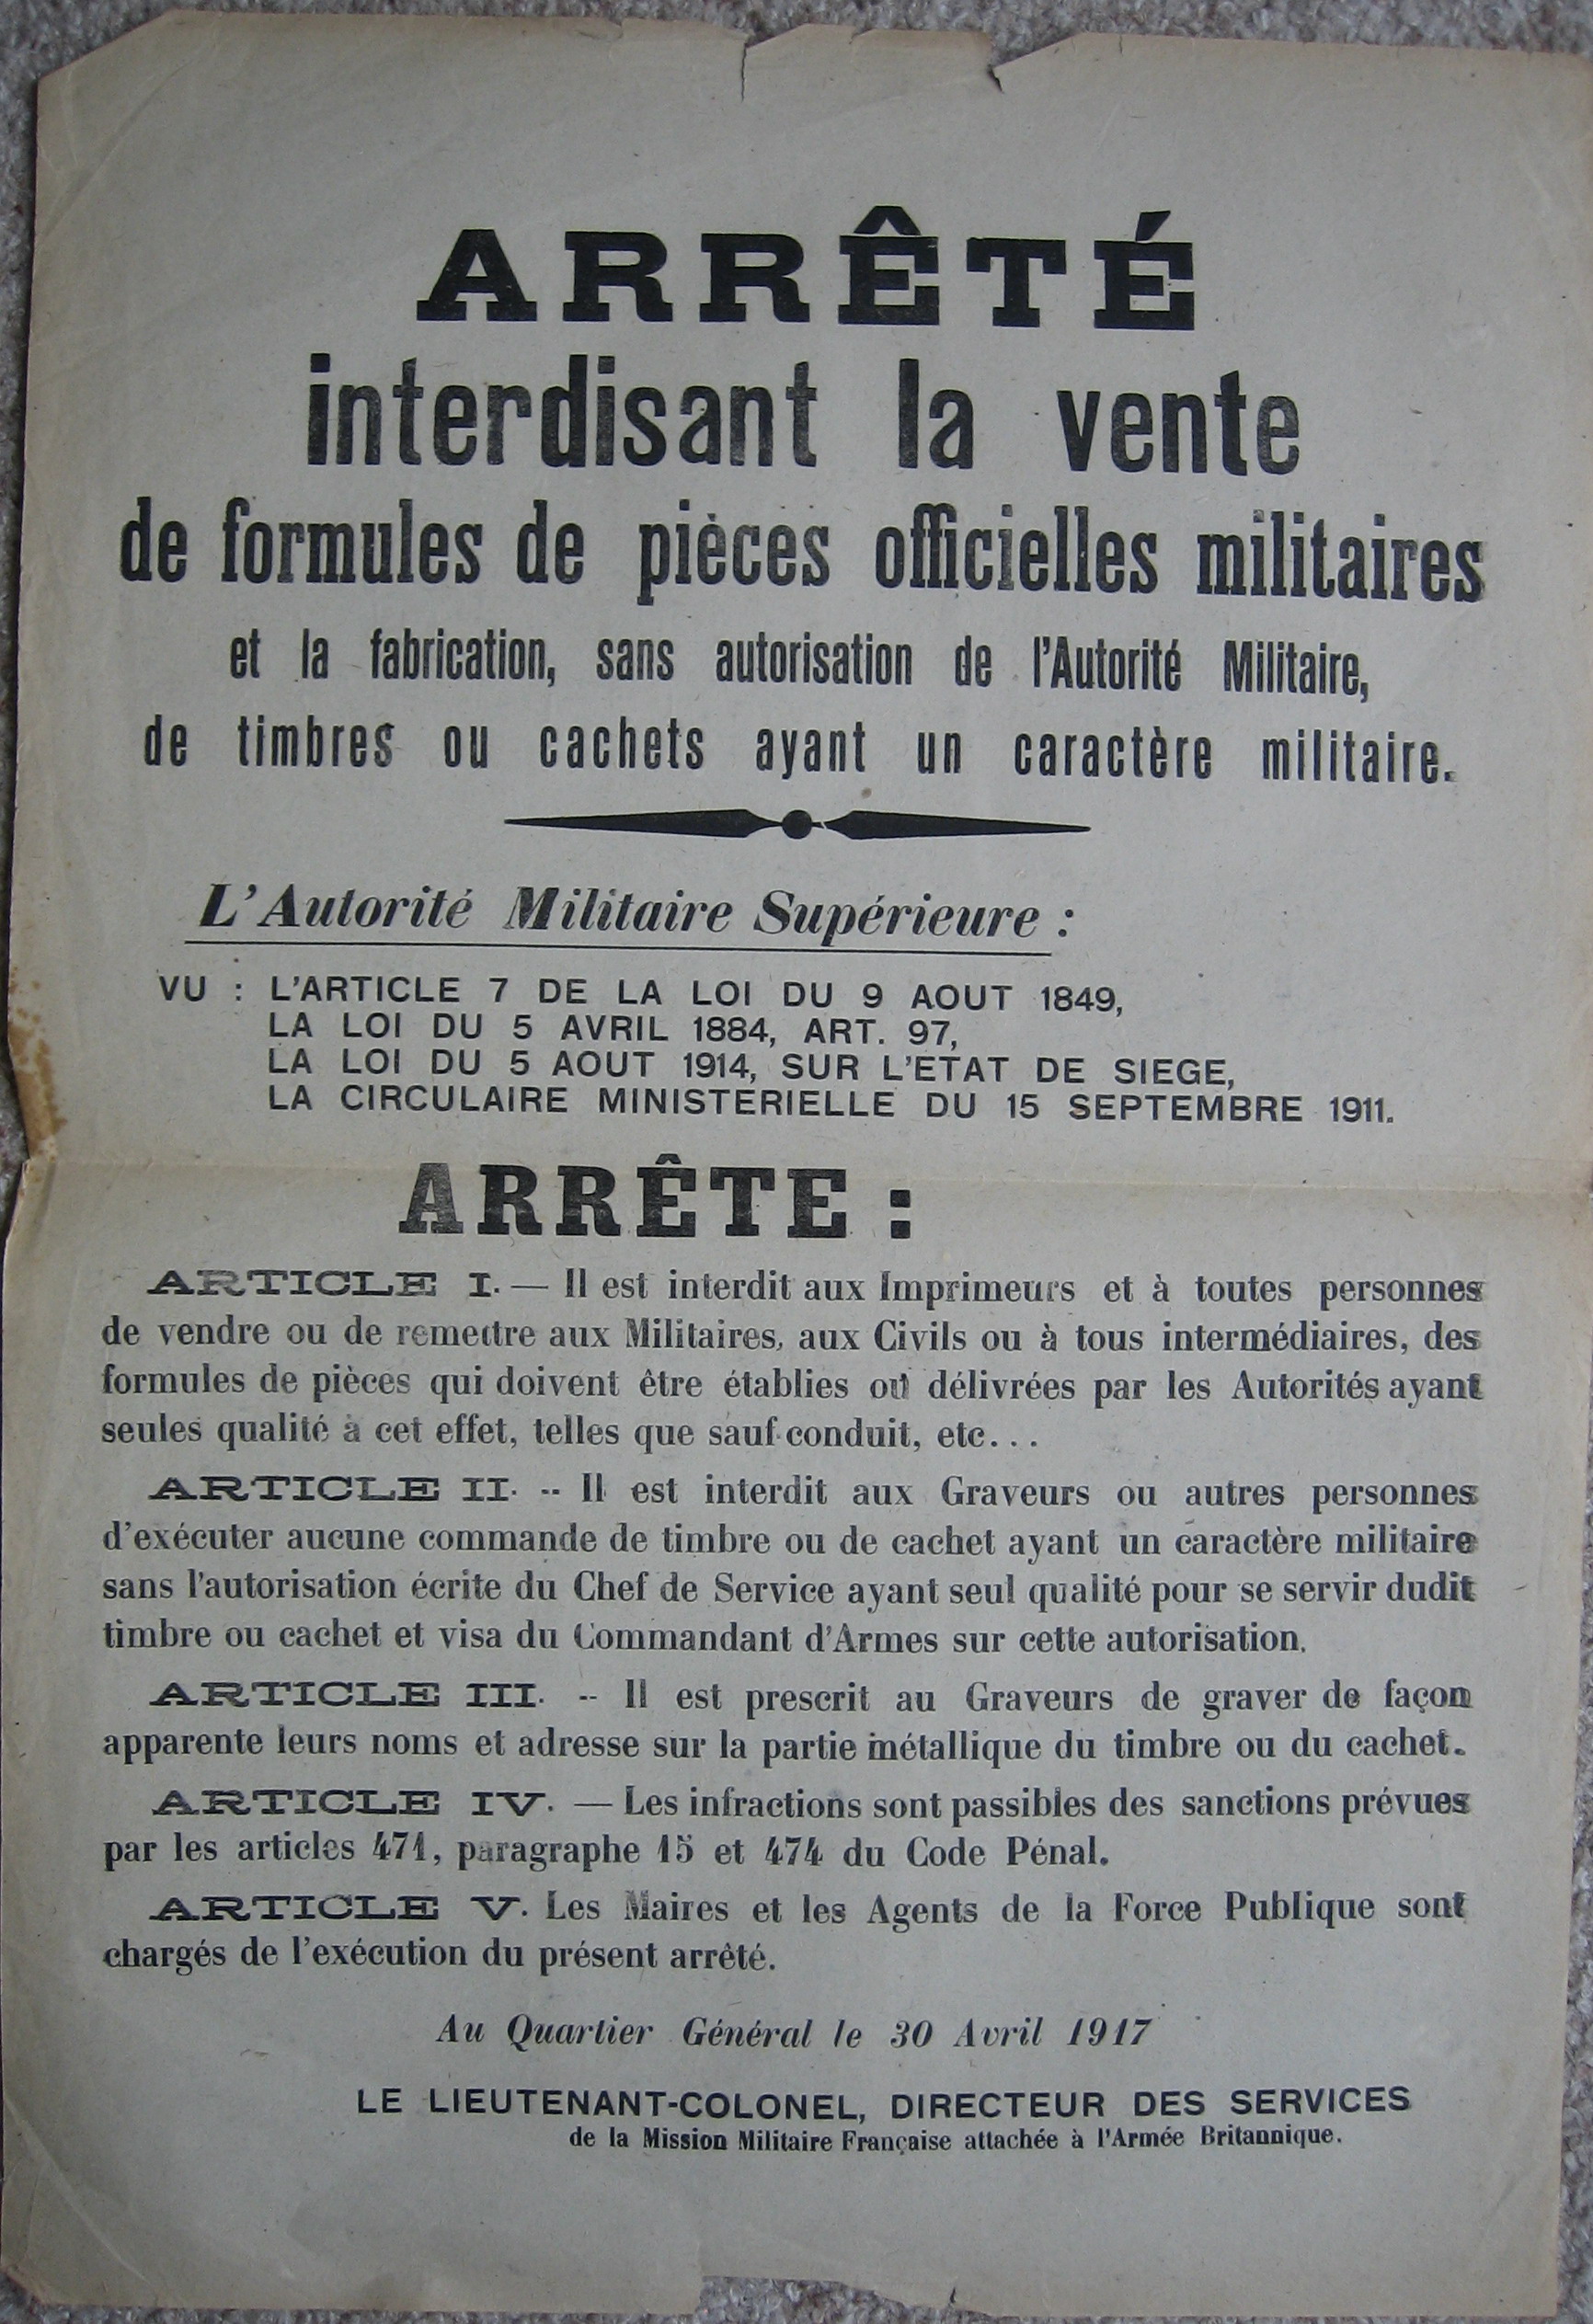 ARRÊTÉ
interdisant la vente
de formules de pièces officielles militaires
et la fabrication, sans autorisation de l'Autorité Militaire,
de timbres ou cachets ayant un caractère militaire.
L'Autorité Militaire Supérieure :
VU : L'ARTICLE 7 DE LA LOI DU 9 AOUT 1849,
LA LOI DU 5 AVRIL 1884, ART. 97,
LA LOI DU 5 AOUT 1914, SUR L'ETAT DE SIEGE,
LA CIRCULAIRE MINISTERIELLE DU 15 SEPTEMBRE 1911.
ARRÊTE :
ARTICLE I. — Il est interdit aux Imprimeurs et à toutes personnes
de vendre ou de remettre aux Militaires, aux Civils ou à tous intermédiaires, des
formules de pièces qui doivent être établies ou délivrées par les Autorités ayant
seules qualité à cet effet, telles que sauf-conduit, etc...
ARTICLE II. -- Il est interdit aux Graveurs ou autres personnes
d'exécuter aucune commande de timbre ou de cachet ayant un caractère militaire
sans l'autorisation écrite du Chef de Service ayant seul qualité pour se servir dudit
timbre ou cachet et visa du Commandant d'Armes sur cette autorisation.
ARTICLE III. -- Il est prescrit au Graveurs de graver de façon
apparente leurs noms et adresse sur la partie métallique du timbre ou du cachet.
ARTICLE IV. — Les infractions sont passibles des sanctions prévues
par les articles 471, paragraphe 15 et 474 du Code Pénal.
ARTICLE V. Les Maires et les Agents de la Force Publique sont
chargés de l'exécution du présent arrêté.
Au Quartier Général le 30 Avril 1917
LE LIEUTENANT-COLONEL, DIRECTEUR DES SERVICES
de la Mission Militaire Française attachée à l'Armée Britannique.